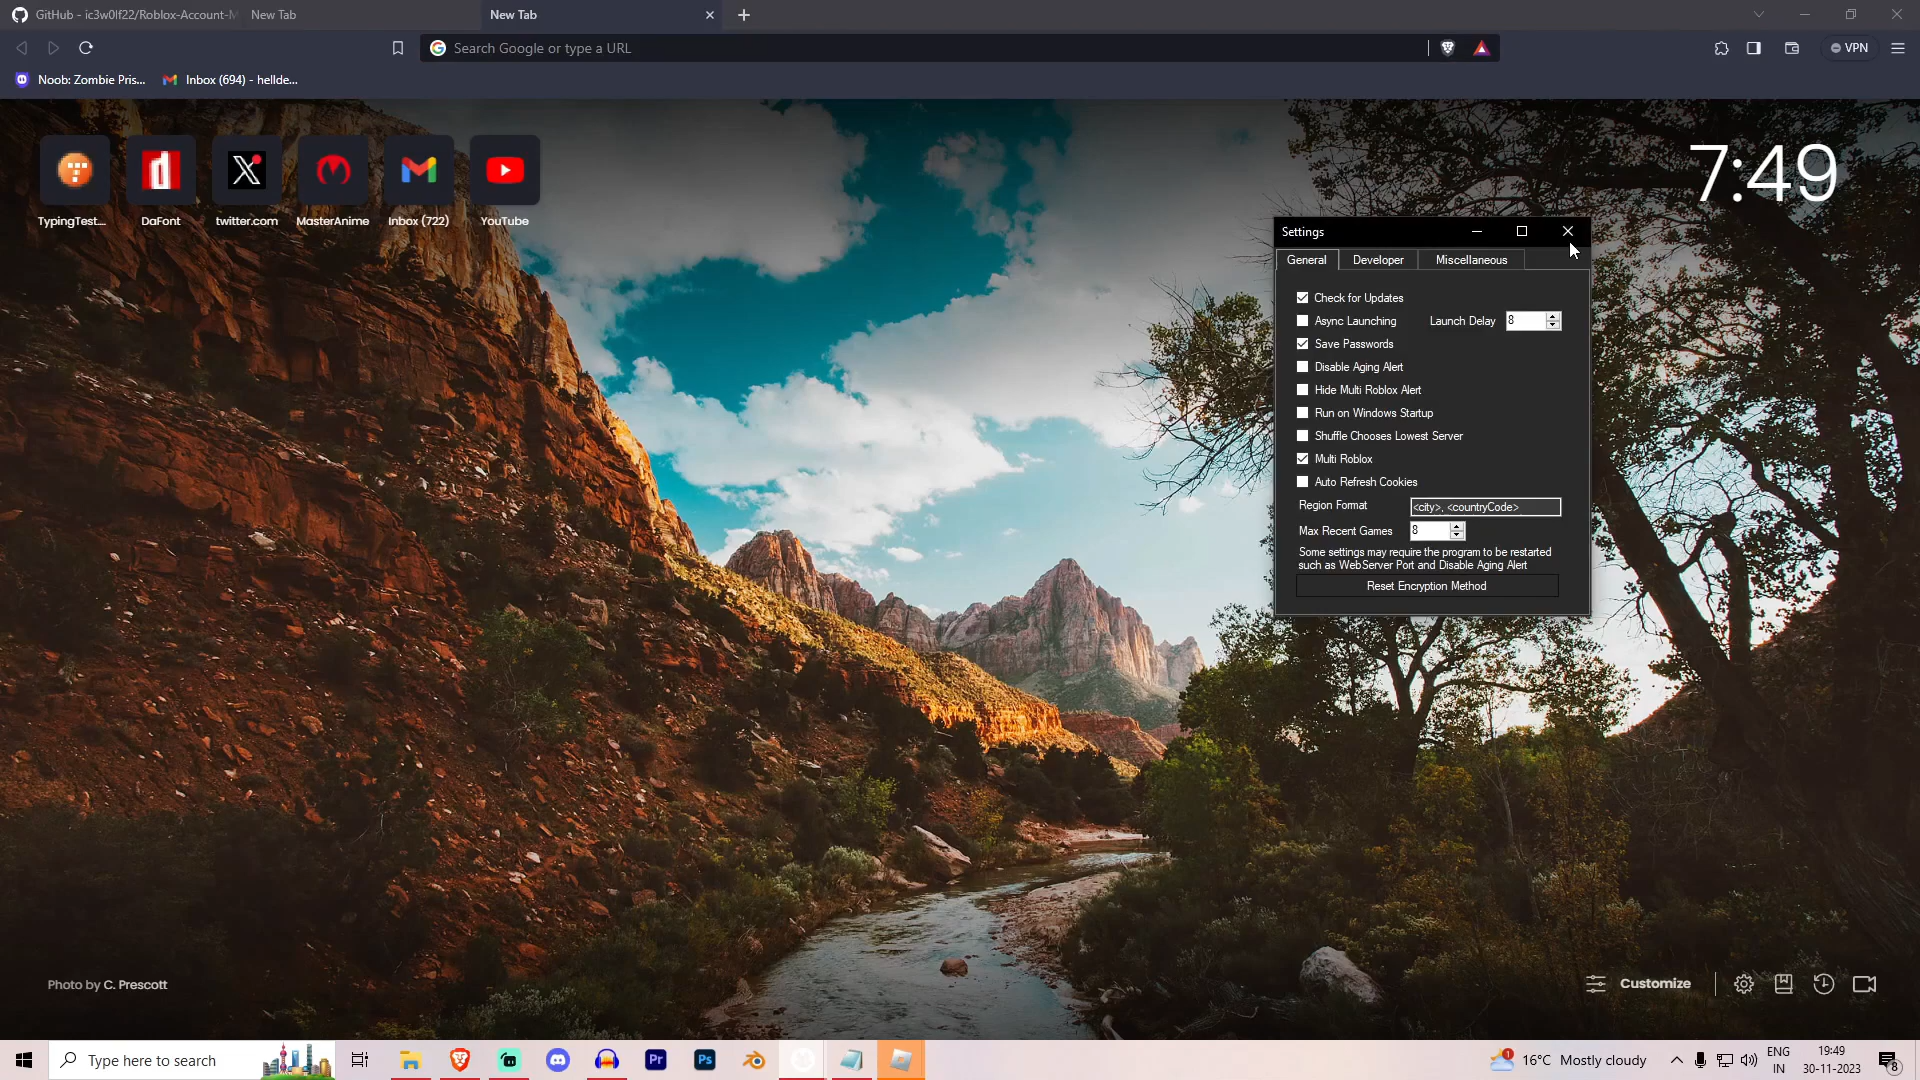 GitHub - ic3w0lf22/Roblox-Account-M
New Tab
New Tab
Search Google or type a URL
VPN
Noob: Zombie Pris...
Inbox (694) - hellde...
TypingTest...
DaFont
twitter.com
MasterAnime
Inbox (722)
YouTube
7:49
Settings
General
Developer
Miscellaneous
Check for Updates
Async Launching
Launch Delay 8
Save Passwords
Disable Aging Alert
Hide Multi Roblox Alert
Run on Windows Startup
Shuffle Chooses Lowest Server
Multi Roblox
Auto Refresh Cookies
Region Format <city>, <countryCode>
Max Recent Games 8
Some settings may require the program to be restarted
such as WebServer Port and Disable Aging Alert
Reset Encryption Method
Photo by C. Prescott
Customize
Type here to search
Pr
Ps
1
16°C Mostly cloudy
ENG
IN
19:49
30-11-2023
8